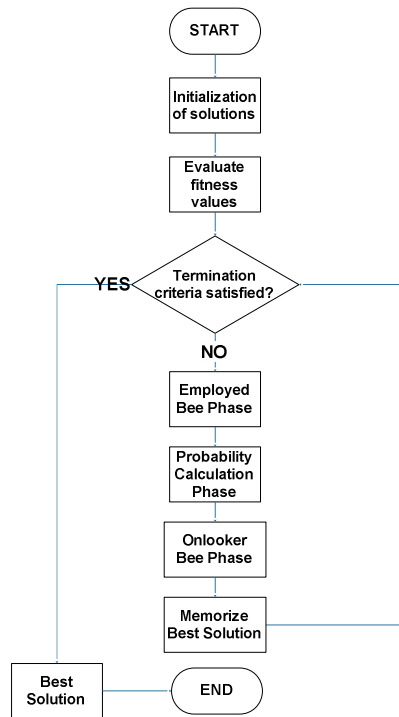 START
Initialization
of solutions
Evaluate
fitness
values
Termination
criteria satisfied?
YES
NO
Employed
Bee Phase
Probability
Calculation
Phase
Onlooker
Bee Phase
Memorize
Best Solution
Best
Solution
END